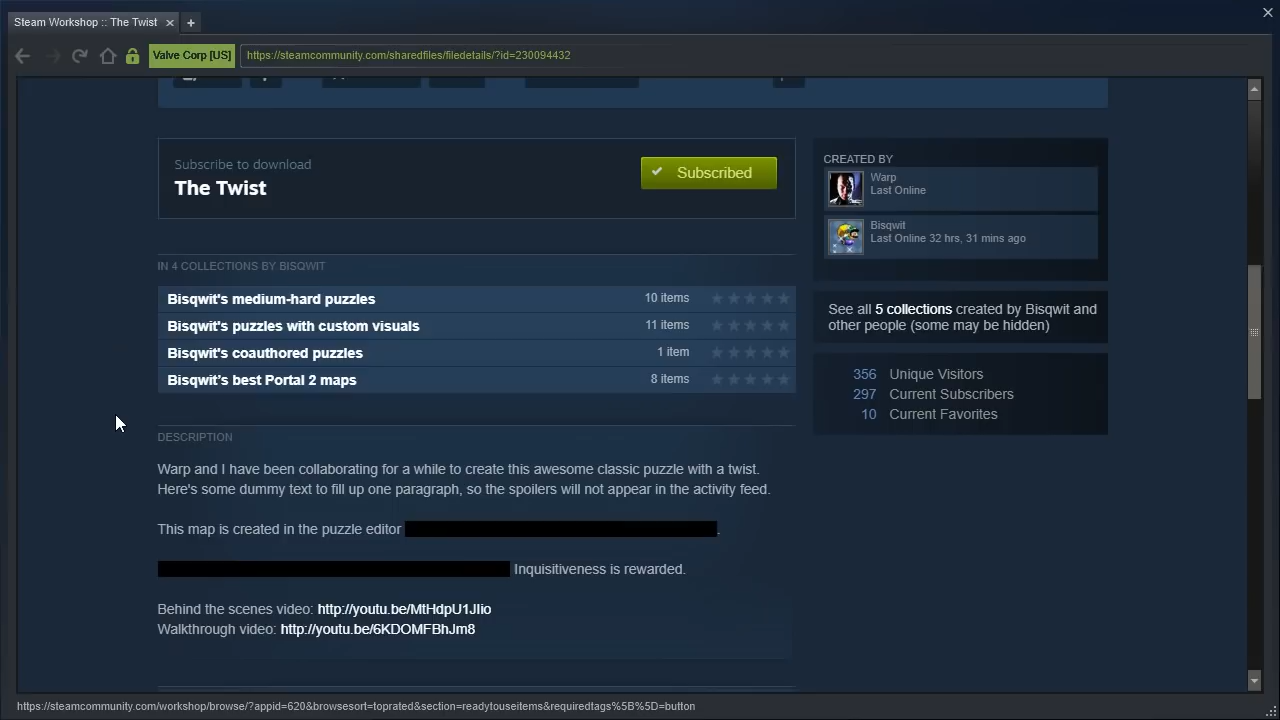 Steam Workshop :: The Twist
Valve Corp [US]
https://steamcommunity.com/sharedfiles/filedetails/?id=230094432
Subscribe to download
The Twist
Subscribed
IN 4 COLLECTIONS BY BISQWIT
Bisqwit's medium-hard puzzles 10 items
Bisqwit's puzzles with custom visuals 11 items
Bisqwit's coauthored puzzles 1 item
Bisqwit's best Portal 2 maps 8 items
DESCRIPTION
Warp and I have been collaborating for a while to create this awesome classic puzzle with a twist.
Here's some dummy text to fill up one paragraph, so the spoilers will not appear in the activity feed.
This map is created in the puzzle editor .
Inquisitiveness is rewarded.
Behind the scenes video: http://youtu.be/MtHdpU1JIio
Walkthrough video: http://youtu.be/6KDOMFBhJm8
CREATED BY
Warp
Last Online
Bisqwit
Last Online 32 hrs, 31 mins ago
See all 5 collections created by Bisqwit and
other people (some may be hidden)
356 Unique Visitors
297 Current Subscribers
10 Current Favorites
https://steamcommunity.com/workshop/browse/?appid=620&browsesort=toprated&section=readytouseitems&requiredtags%5B%5D=button